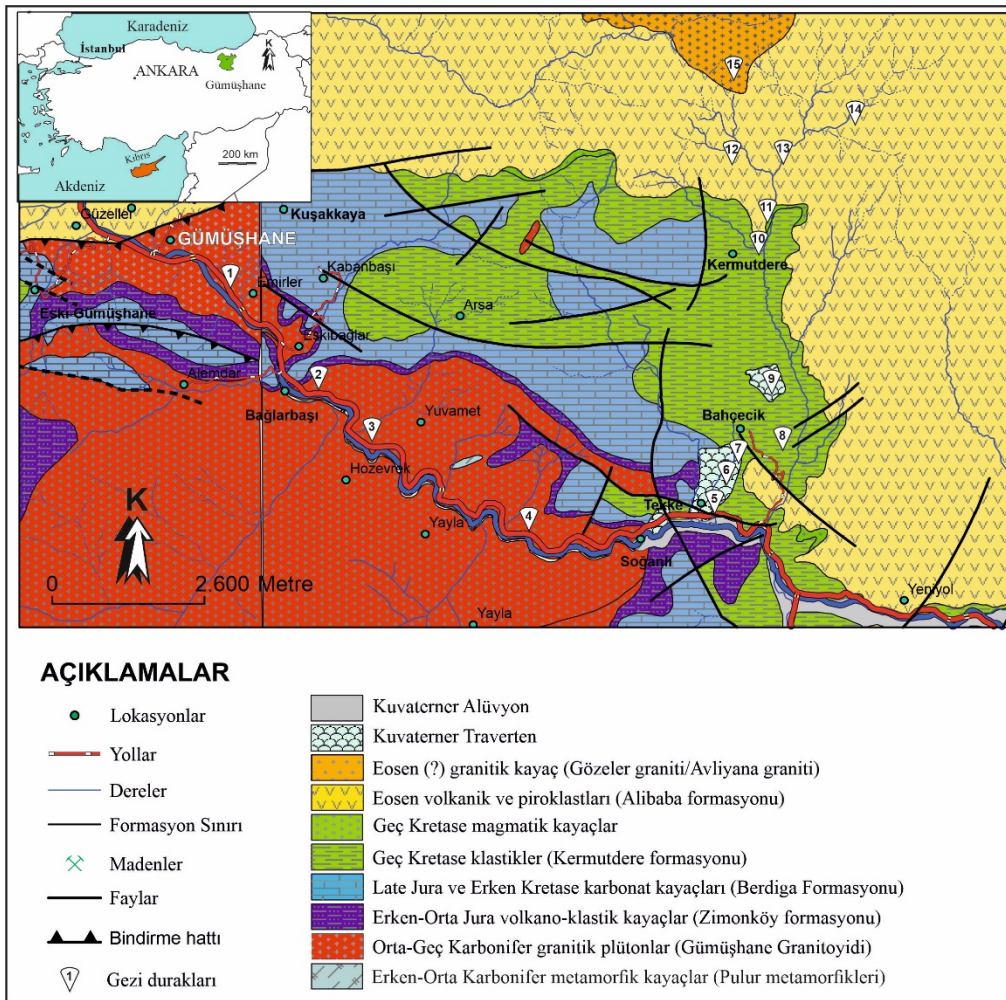 Karadeniz
İstanbul
K
ANKARA
Gümüşhane
Kıbrıs
200 km
Akdeniz
Güzeller
GÜMÜŞHANE
Kuşakkaya
Kabanbaşı
Emirler
Arşa
Kermutdere
Eski Gümüşhane
Eskibağlar
Alemdar
Bağlarbaşı
Yuvamet
Bahçecik
Hozevrek
Yayla
Tekke
Soğanlı
Yeniyol
Yayla
1
2
3
4
5
6
7
8
9
10
11
12
13
14
15
K
0 2.600 Metre
AÇIKLAMALAR
Lokasyonlar
Yollar
Dereler
Formasyon Sınırı
Madenler
Faylar
Bindirme hattı
1 Gezi durakları
Kuvaterner Alüvyon
Kuvaterner Traverten
Eosen (?) granitik kayaç (Gözeler graniti/Avliyana graniti)
Eosen volkanik ve piroklastları (Alibaba formasyonu)
Geç Kretase magmatik kayaçlar
Geç Kretase klastikler (Kermutdere formasyonu)
Late Jura ve Erken Kretase karbonat kayaçları (Berdiga Formasyonu)
Erken-Orta Jura volkano-klastik kayaçlar (Zimonköy formasyonu)
Orta-Geç Karbonifer granitik plütonlar (Gümüşhane Granitoyidi)
Erken-Orta Karbonifer metamorfik kayaçlar (Pulur metamorfikleri)